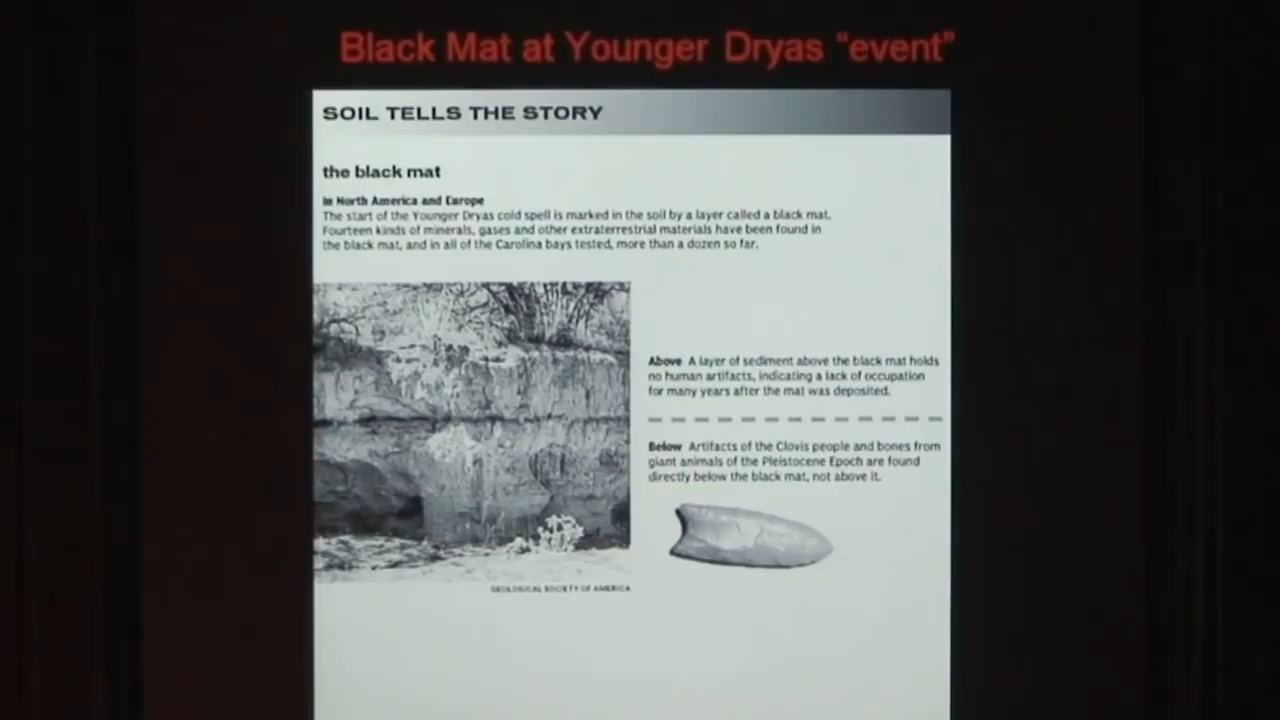 Black Mat at Younger Dryas “event”
SOIL TELLS THE STORY
the black mat
In North America and Europe
The start of the Younger Dryas cold spell is marked in the soil by a layer called a black mat.
Fourteen kinds of minerals, gases and other extraterrestrial materials have been found in
the black mat, and in all of the Carolina bays tested, more than a dozen so far.
Above A layer of sediment above the black mat holds
no human artifacts, indicating a lack of occupation
for many years after the mat was deposited.
Below Artifacts of the Clovis people and bones from
giant animals of the Pleistocene Epoch are found
directly below the black mat, not above it.
GEOLOGICAL SOCIETY OF AMERICA